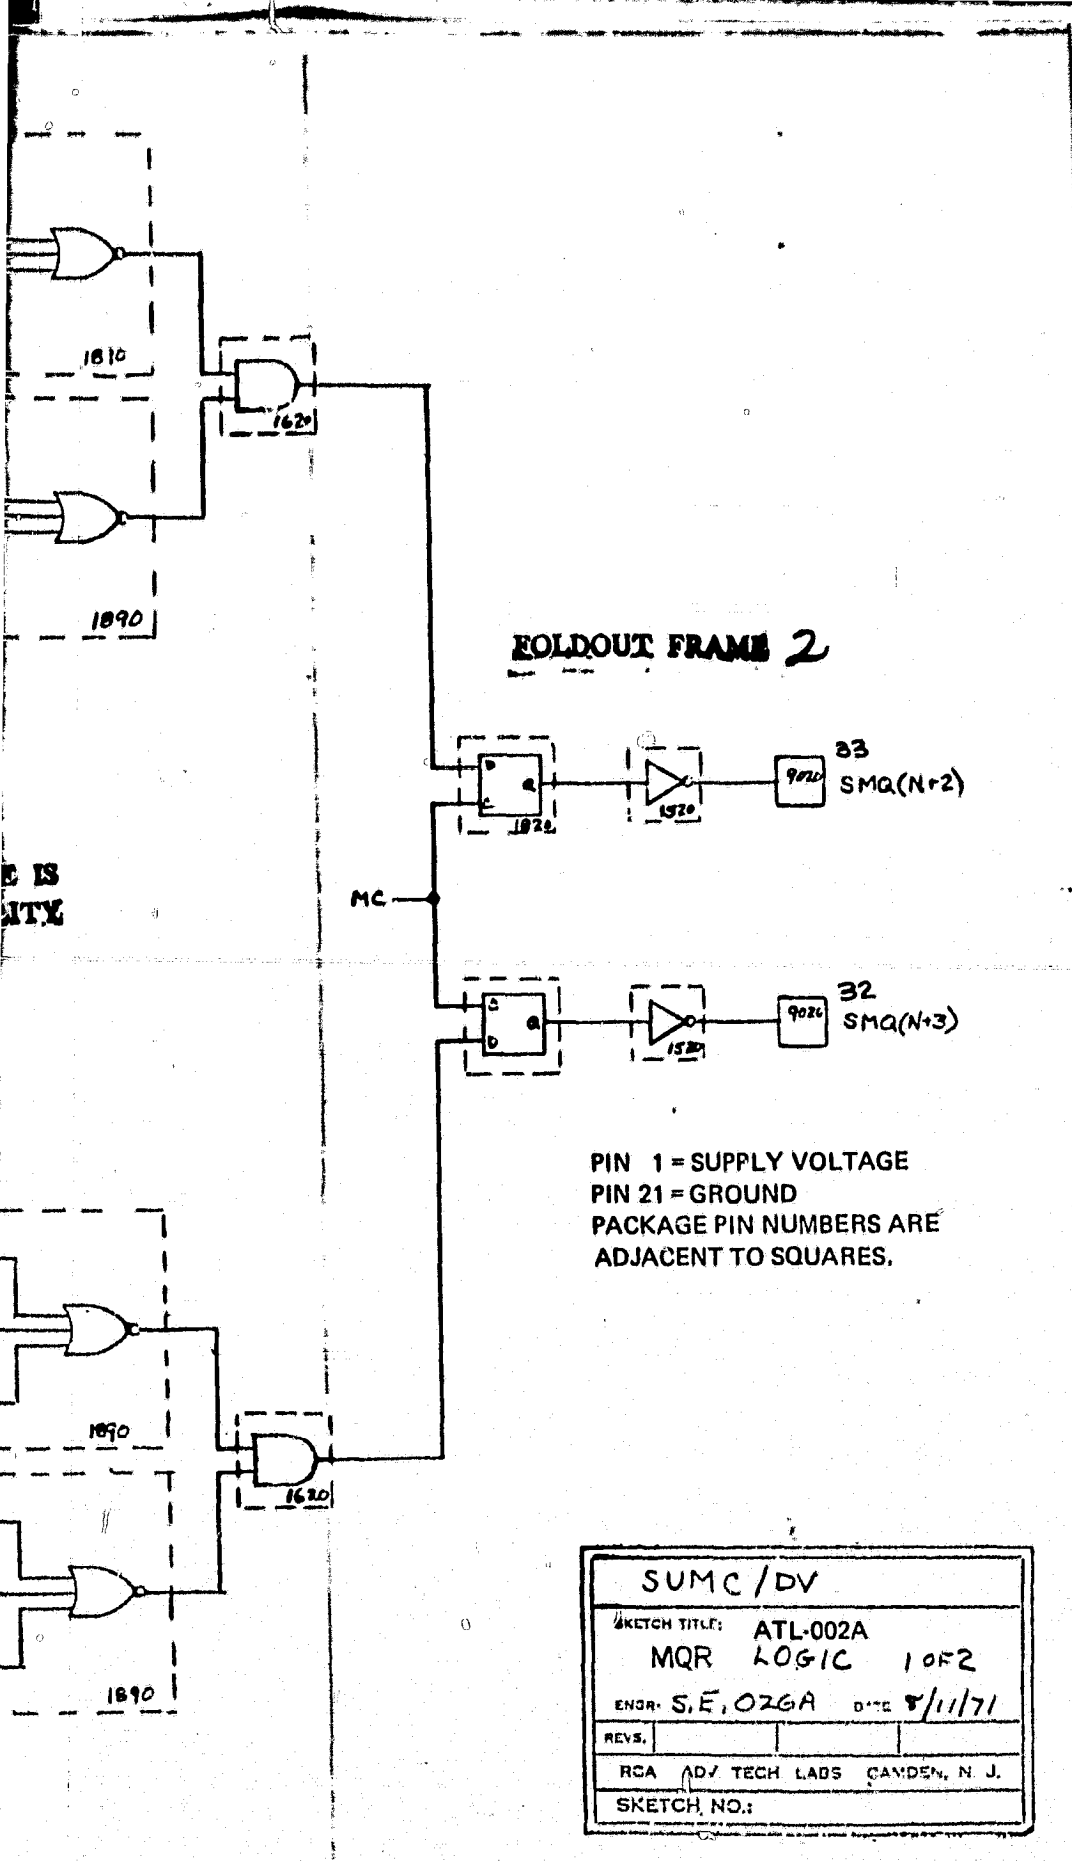 1810
1620
1890
FOLDOUT FRAME 2
33
D
Q
9020
SMQ(N+2)
C
1820
1520
E IS
MC
LITY
32
C
Q
9020
SMQ(N+3)
D
1520
PIN 1 = SUPPLY VOLTAGE
PIN 21 = GROUND
PACKAGE PIN NUMBERS ARE
ADJACENT TO SQUARES.
1890
1620
1890
SUMC/DV
SKETCH TITLE: ATL-002A
MQR LOGIC 1 OF 2
ENGR. S.E. OZGA DATE 8/11/71
REVS.
RCA ADV TECH LABS CAMDEN, N. J.
SKETCH NO.: